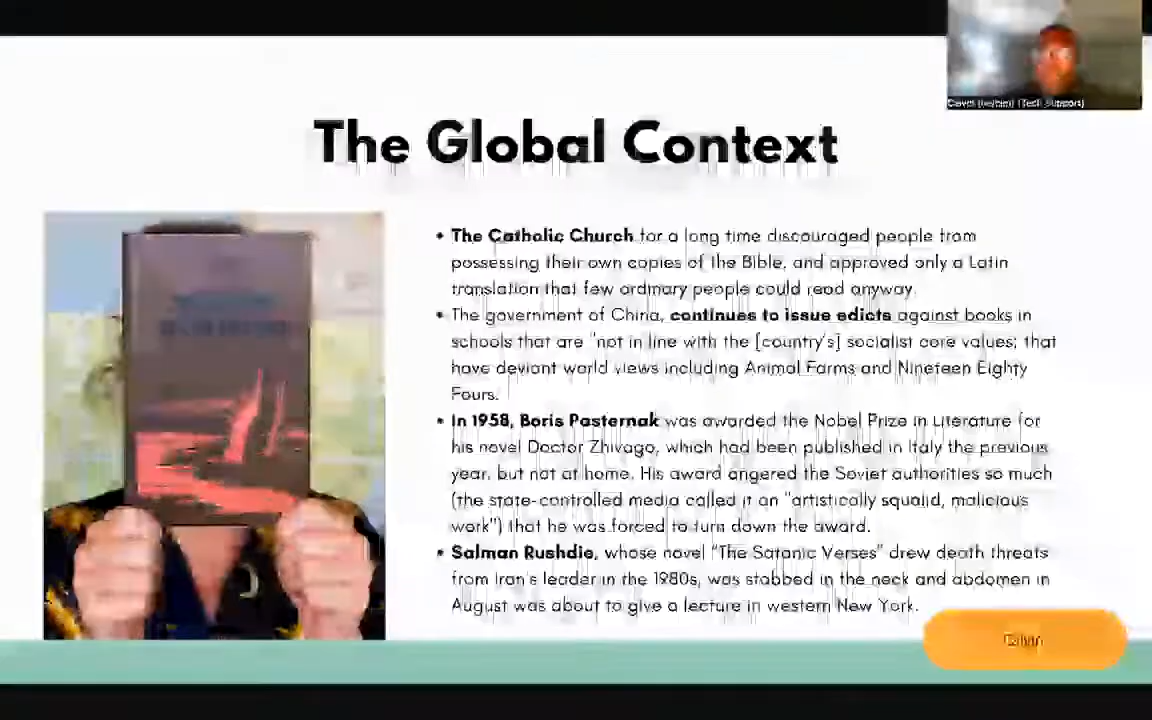 (Tech Support)
The Global Context
• The Catholic Church for a long time discouraged people from
possessing their own copies of the Bible, and approved only a Latin
translation that few ordinary people could read anyway.
• The government of China, continues to issue edicts against books in
schools that are "not in line with the [country's] socialist core values; that
have deviant world views including Animal Farms and Nineteen Eighty
Fours.
• In 1958, Boris Pasternak was awarded the Nobel Prize in Literature for
his novel Doctor Zhivago, which had been published in Italy the previous
year, but not at home. His award angered the Soviet authorities so much
(the state-controlled media called it an "artistically squalid, malicious
work") that he was forced to turn down the award.
• Salman Rushdie, whose novel "The Satanic Verses" drew death threats
from Iran's leader in the 1980s, was stabbed in the neck and abdomen in
August was about to give a lecture in western New York.